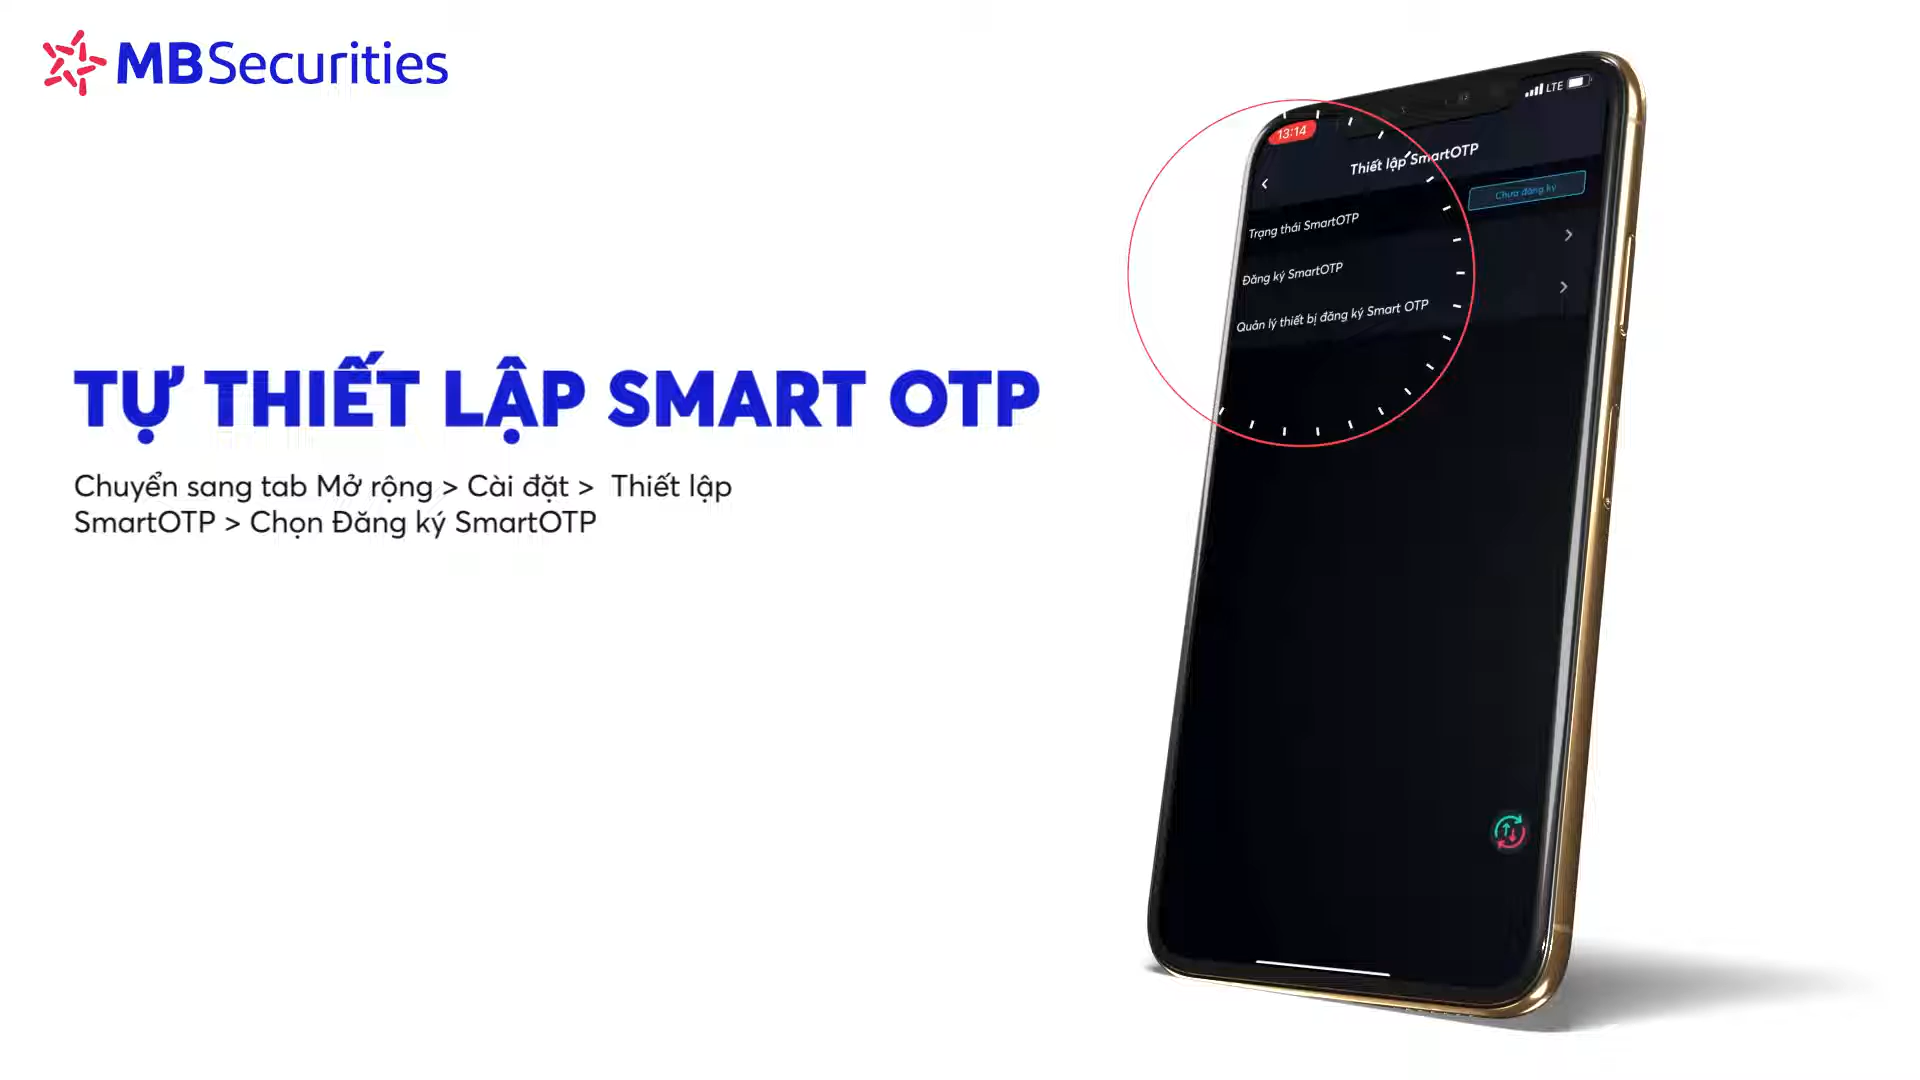 MBSecurities
TỰ THIẾT LẬP SMART OTP
Chuyển sang tab Mở rộng > Cài đặt > Thiết lập
SmartOTP > Chọn Đăng ký SmartOTP
13:14
LTE
Thiết lập SmartOTP
Trạng thái SmartOTP
Chưa đăng ký
Đăng ký SmartOTP
Quản lý thiết bị đăng ký Smart OTP